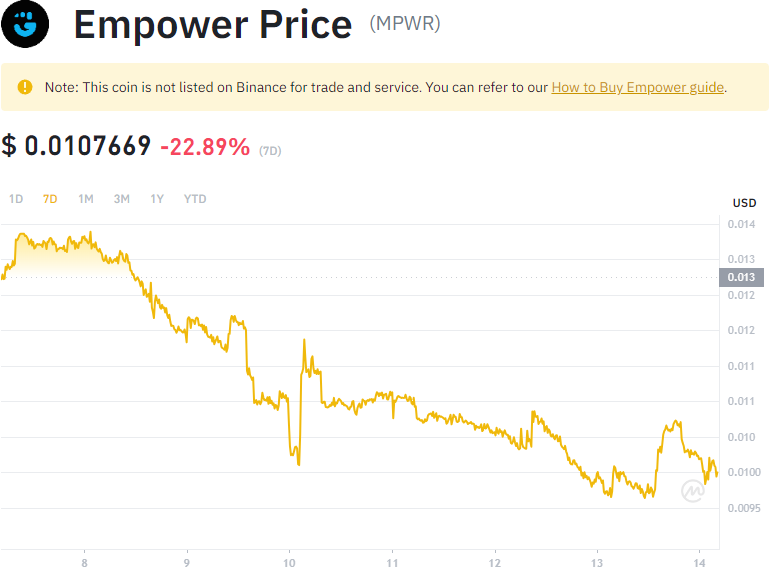 Empower Price (MPWR)
Note: This coin is not listed on Binance for trade and service. You can refer to our How to Buy Empower guide.
$ 0.0107669 -22.89% (7D)
1D 7D 1M 3M 1Y YTD
USD
0.014
0.013
0.013
0.012
0.012
0.011
0.011
0.010
0.0100
0.0095
8 9 10 11 12 13 14